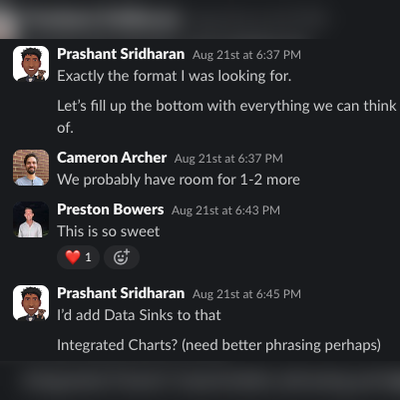 Prashant Sridharan Aug 21st at 6:37 PM
Exactly the format I was looking for.
Let's fill up the bottom with everything we can think
of.
Cameron Archer Aug 21st at 6:37 PM
We probably have room for 1-2 more
Preston Bowers Aug 21st at 6:43 PM
This is so sweet
❤️ 1
Prashant Sridharan Aug 21st at 6:45 PM
I'd add Data Sinks to that
Integrated Charts? (need better phrasing perhaps)